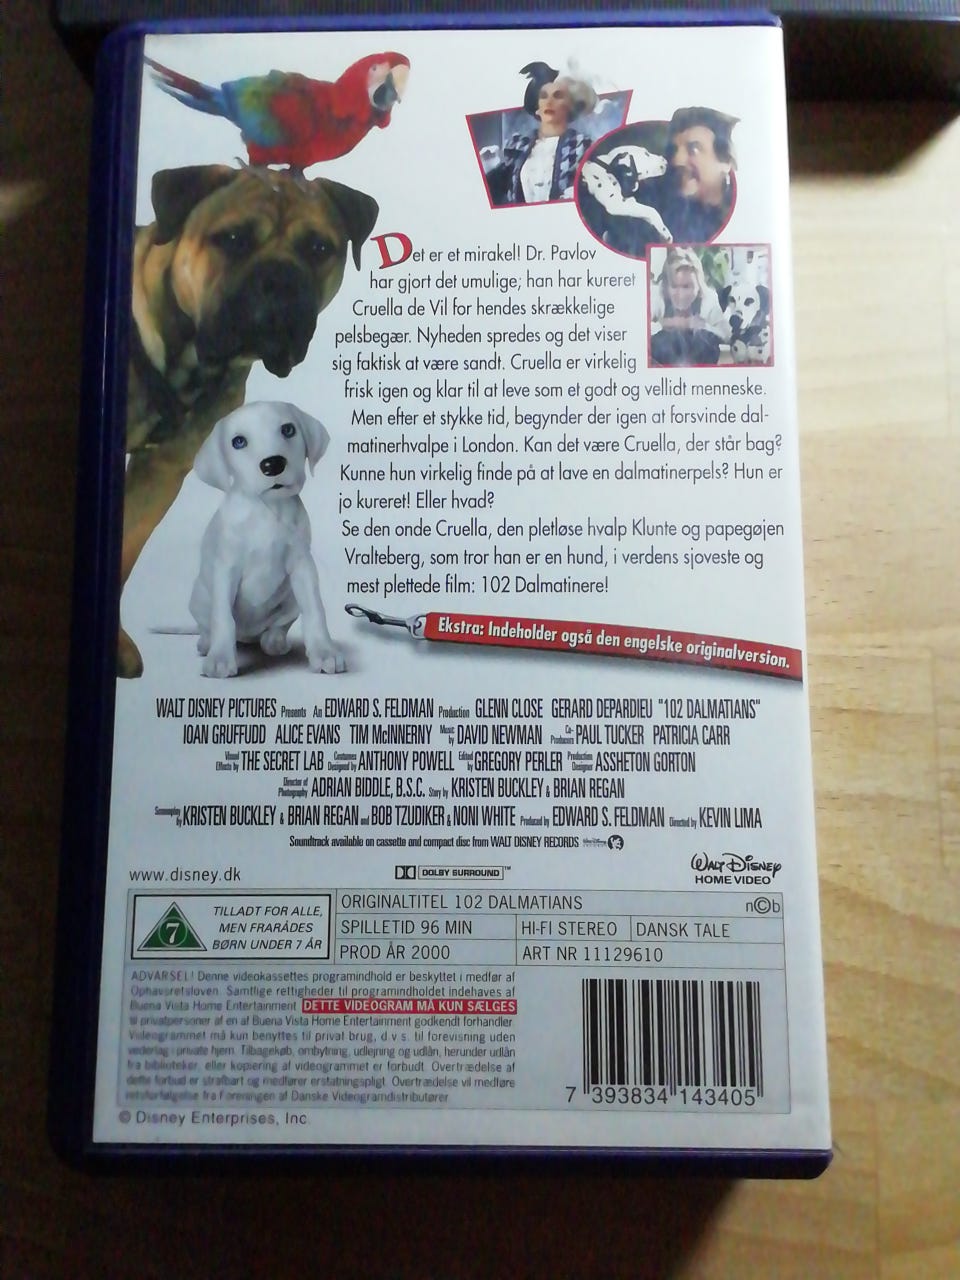 Det er et mirakel! Dr. Pavlov
har gjort det umulige; han har kureret
Cruella de Vil for hendes skrækkelige
pelsbegær. Nyheden spredes og det viser
sig faktisk at være sandt. Cruella er virkelig
frisk igen og klar til at leve som et godt og vellidt menneske.
Men efter et stykke tid, begynder der igen at forsvinde dal-
matinerhvalpe i London. Kan det være Cruella, der står bag?
Kunne hun virkelig finde på at lave en dalmatinerpels? Hun er
jo kureret! Eller hvad?
Se den onde Cruella, den pletløse hvalp Klunte og papegøjen
Vralteberg, som tror han er en hund, i verdens sjoveste og
mest plettede film: 102 Dalmatinere!
Ekstra: Indeholder også den engelske originalversion.
WALT DISNEY PICTURES Presents An EDWARD S. FELDMAN Production GLENN CLOSE GERARD DEPARDIEU "102 DALMATIANS"
IOAN GRUFFUDD ALICE EVANS TIM McINNERNY Music by DAVID NEWMAN Co-Producers PAUL TUCKER PATRICIA CARR
Visual Effects by THE SECRET LAB Costumes Designed by ANTHONY POWELL Edited by GREGORY PERLER Production Designer ASSHETON GORTON
Director of Photography ADRIAN BIDDLE, B.S.C. Story by KRISTEN BUCKLEY & BRIAN REGAN
Screenplay by KRISTEN BUCKLEY & BRIAN REGAN and BOB TZUDIKER & NONI WHITE Produced by EDWARD S. FELDMAN Directed by KEVIN LIMA
Soundtrack available on cassette and compact disc from WALT DISNEY RECORDS
www.disney.dk
DOLBY SURROUND™
WALT DISNEY
HOME VIDEO
7
TILLADT FOR ALLE,
MEN FRARÅDES
BØRN UNDER 7 ÅR
ORIGINALTITEL 102 DALMATIANS
n©b
SPILLETID 96 MIN
HI-FI STEREO
DANSK TALE
PROD ÅR 2000
ART NR 11129610
ADVARSEL! Denne videokassettes programindhold er beskyttet i medfør af
Ophavsretsloven. Samtlige rettigheder til programindholdet indehaves af
Buena Vista Home Entertainment. DETTE VIDEOGRAM MÅ KUN SÆLGES
til privatpersoner af en af Buena Vista Home Entertainment godkendt forhandler.
Videogrammet må kun benyttes til privat brug, d.v.s. til forevisning uden
vederlag i private hjem. Tilbagekøb, ombytning, udlejning og udlån, herunder udlån
fra biblioteker, eller kopiering af videogrammet er forbudt. Overtrædelse af
dette forbud er strafbart og medfører erstatningspligt. Overtrædelse vil medføre
retsforfølgelse fra Foreningen af Danske Videogramdistributører.
7 393834 143405
© Disney Enterprises, Inc.